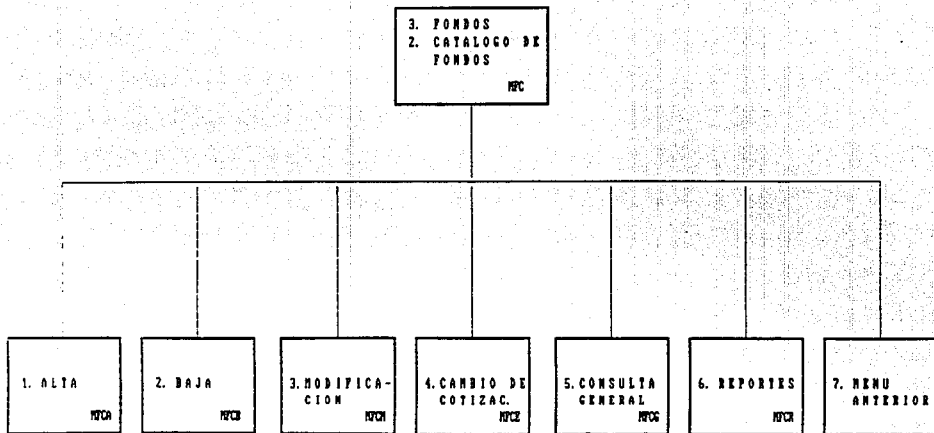 3. FONDOS
2. CATALOGO DE
FONDOS
MFC
1. ALTA
MFCA
2. BAJA
MFCB
3. MODIFICA-
CION
MFCM
4. CAMBIO DE
COTIZAC.
MFCE
5. CONSULTA
GENERAL
MFCG
6. REPORTES
MFCR
7. MENU
ANTERIOR